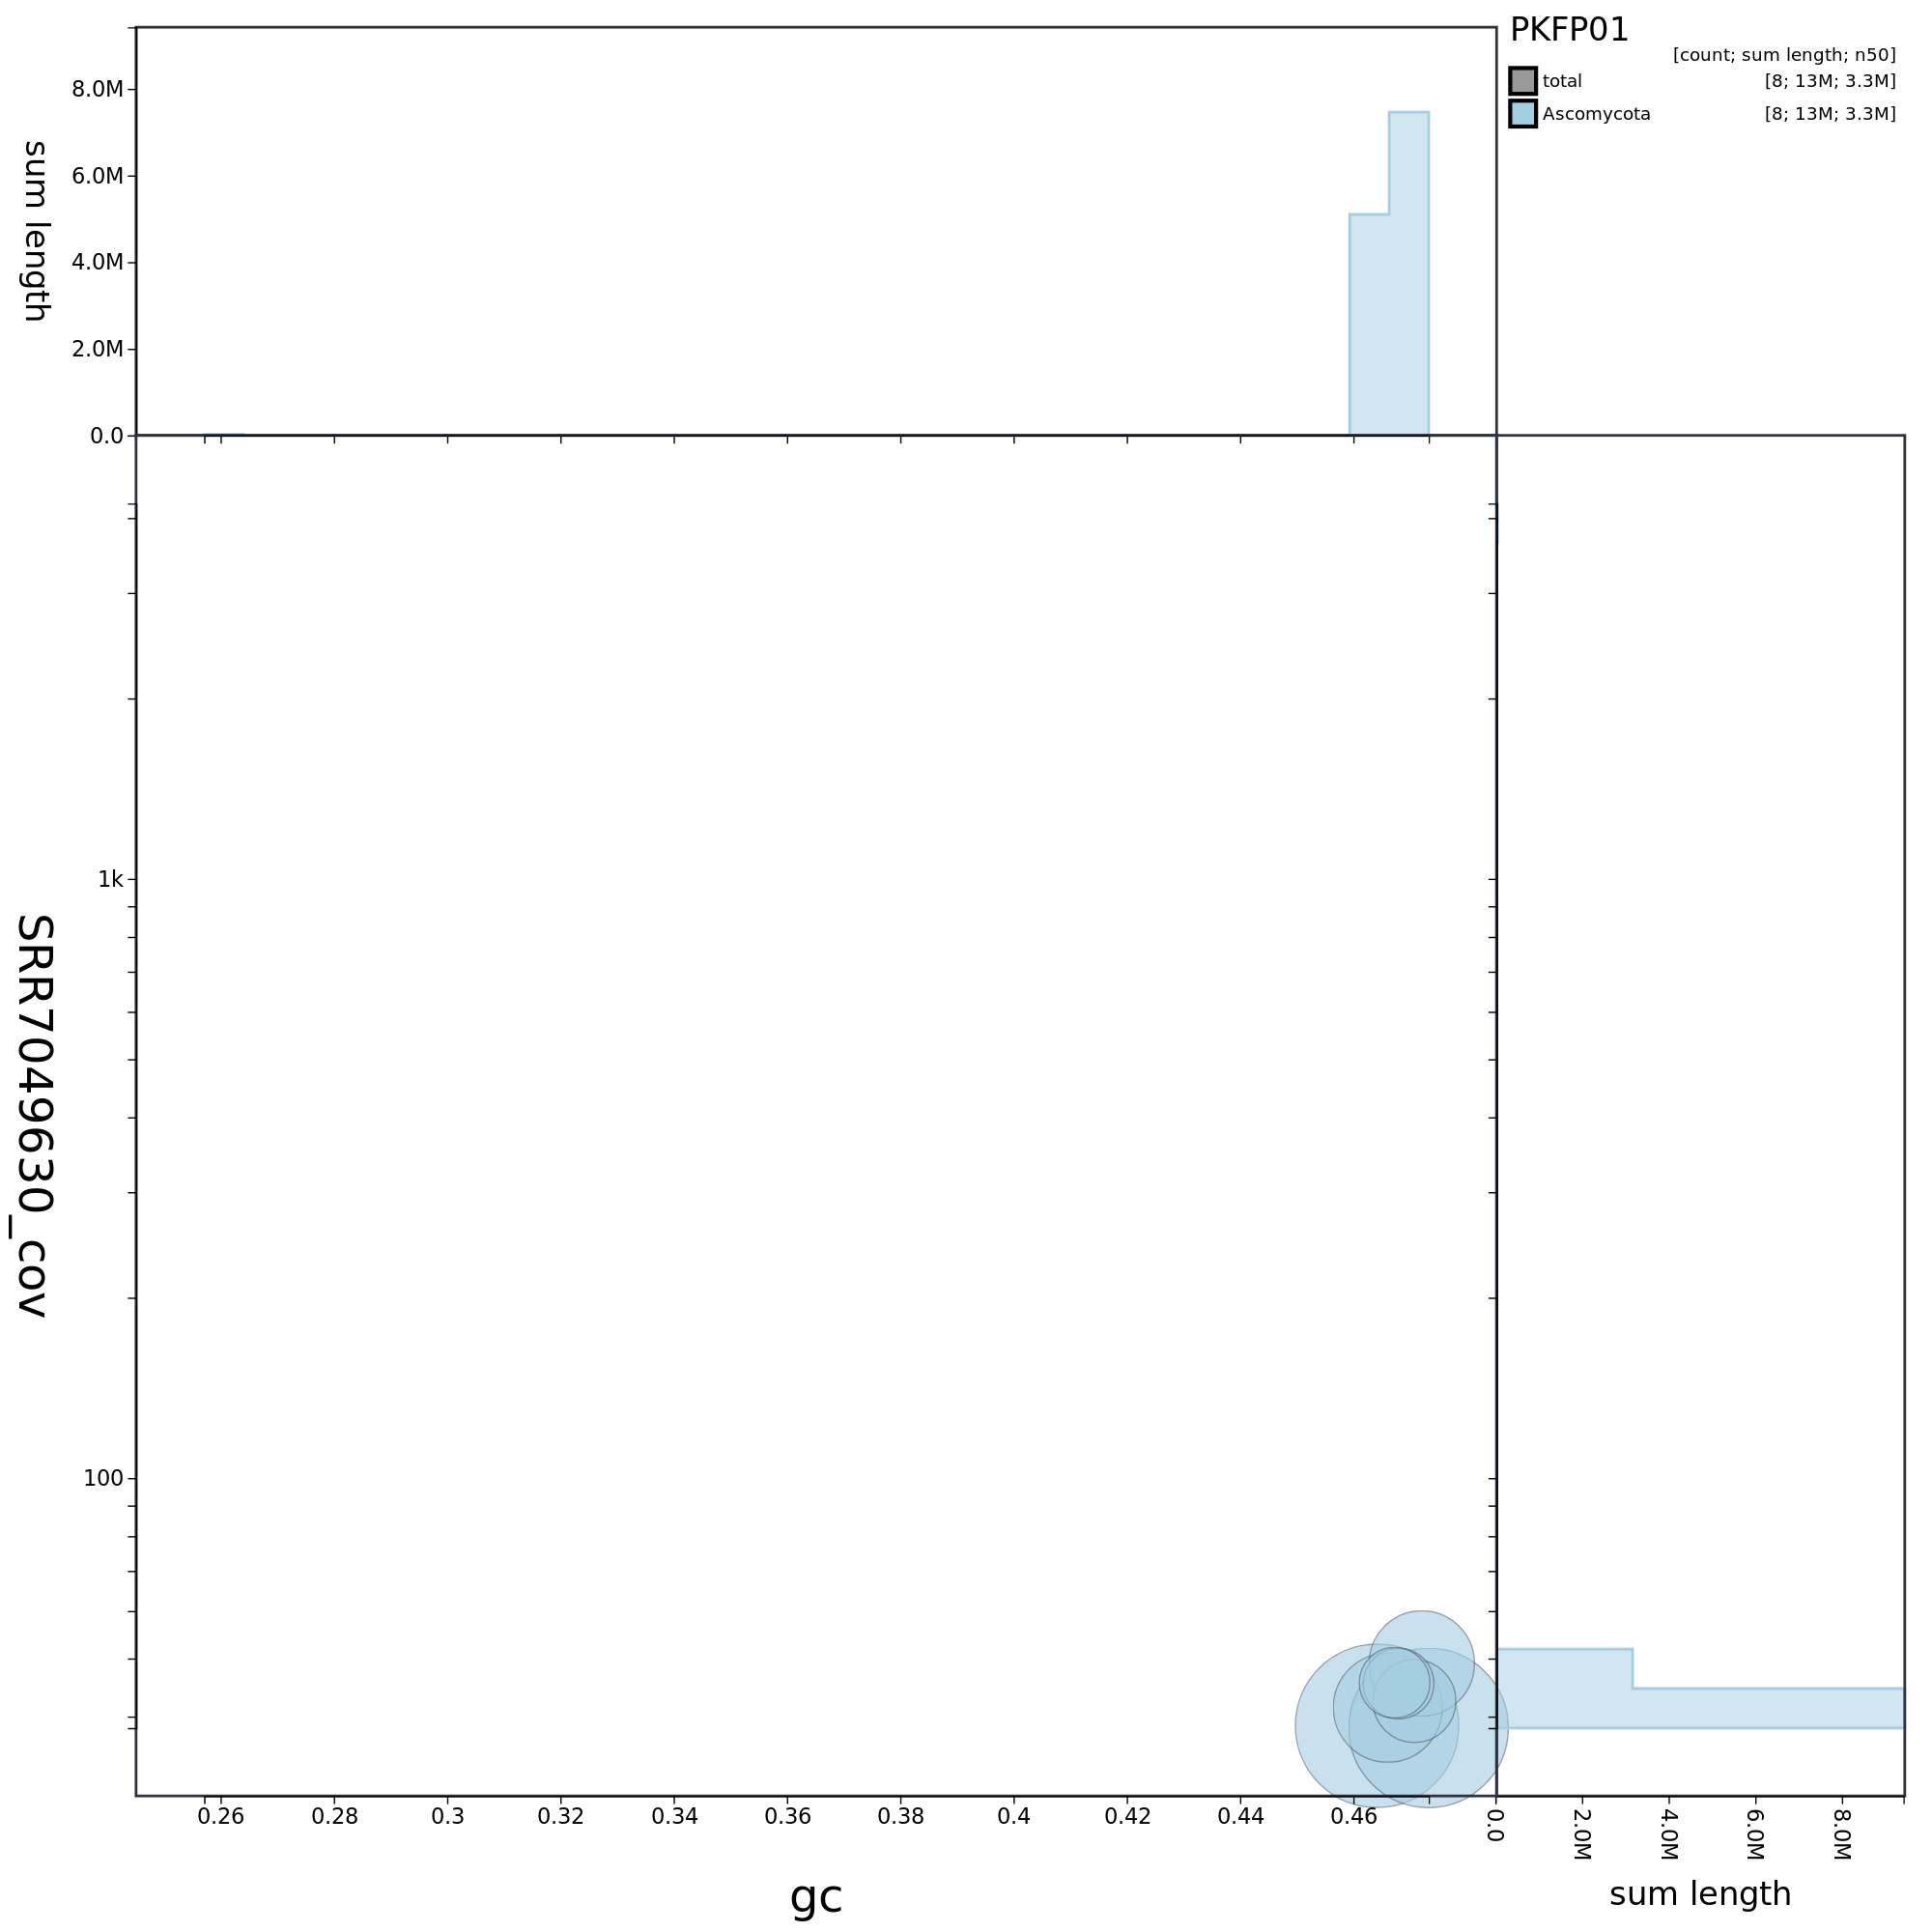 PKFP01
[count; sum length; n50]
total [8; 13M; 3.3M]
Ascomycota [8; 13M; 3.3M]
sum length
8.0M
6.0M
4.0M
2.0M
0.0
SRR7049630_cov
1k
100
0.26 0.28 0.3 0.32 0.34 0.36 0.38 0.4 0.42 0.44 0.46
gc
0.0 2.0M 4.0M 6.0M 8.0M
sum length